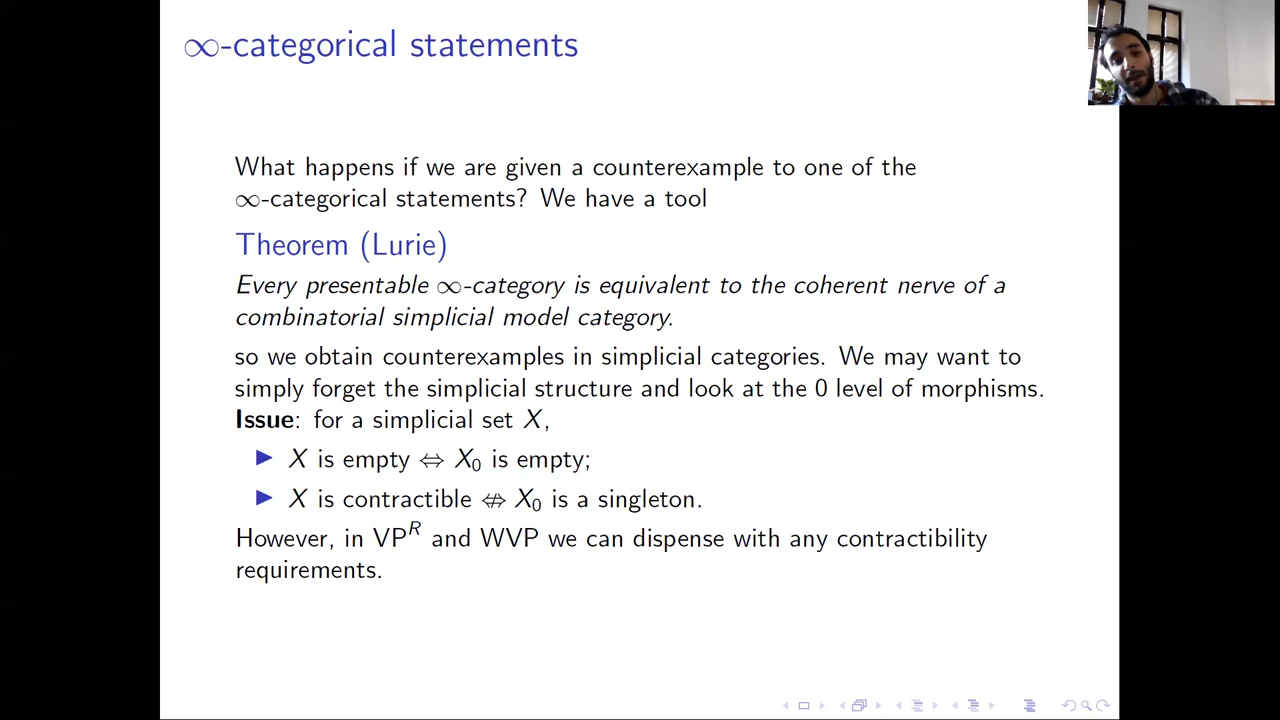 ∞-categorical statements
What happens if we are given a counterexample to one of the
∞-categorical statements? We have a tool
Theorem (Lurie)
Every presentable ∞-category is equivalent to the coherent nerve of a
combinatorial simplicial model category.
so we obtain counterexamples in simplicial categories. We may want to
simply forget the simplicial structure and look at the 0 level of morphisms.
Issue: for a simplicial set X,
▶ X is empty ⇔ X₀ is empty;
▶ X is contractible ⇎ X₀ is a singleton.
However, in VPᴿ and WVP we can dispense with any contractibility
requirements.